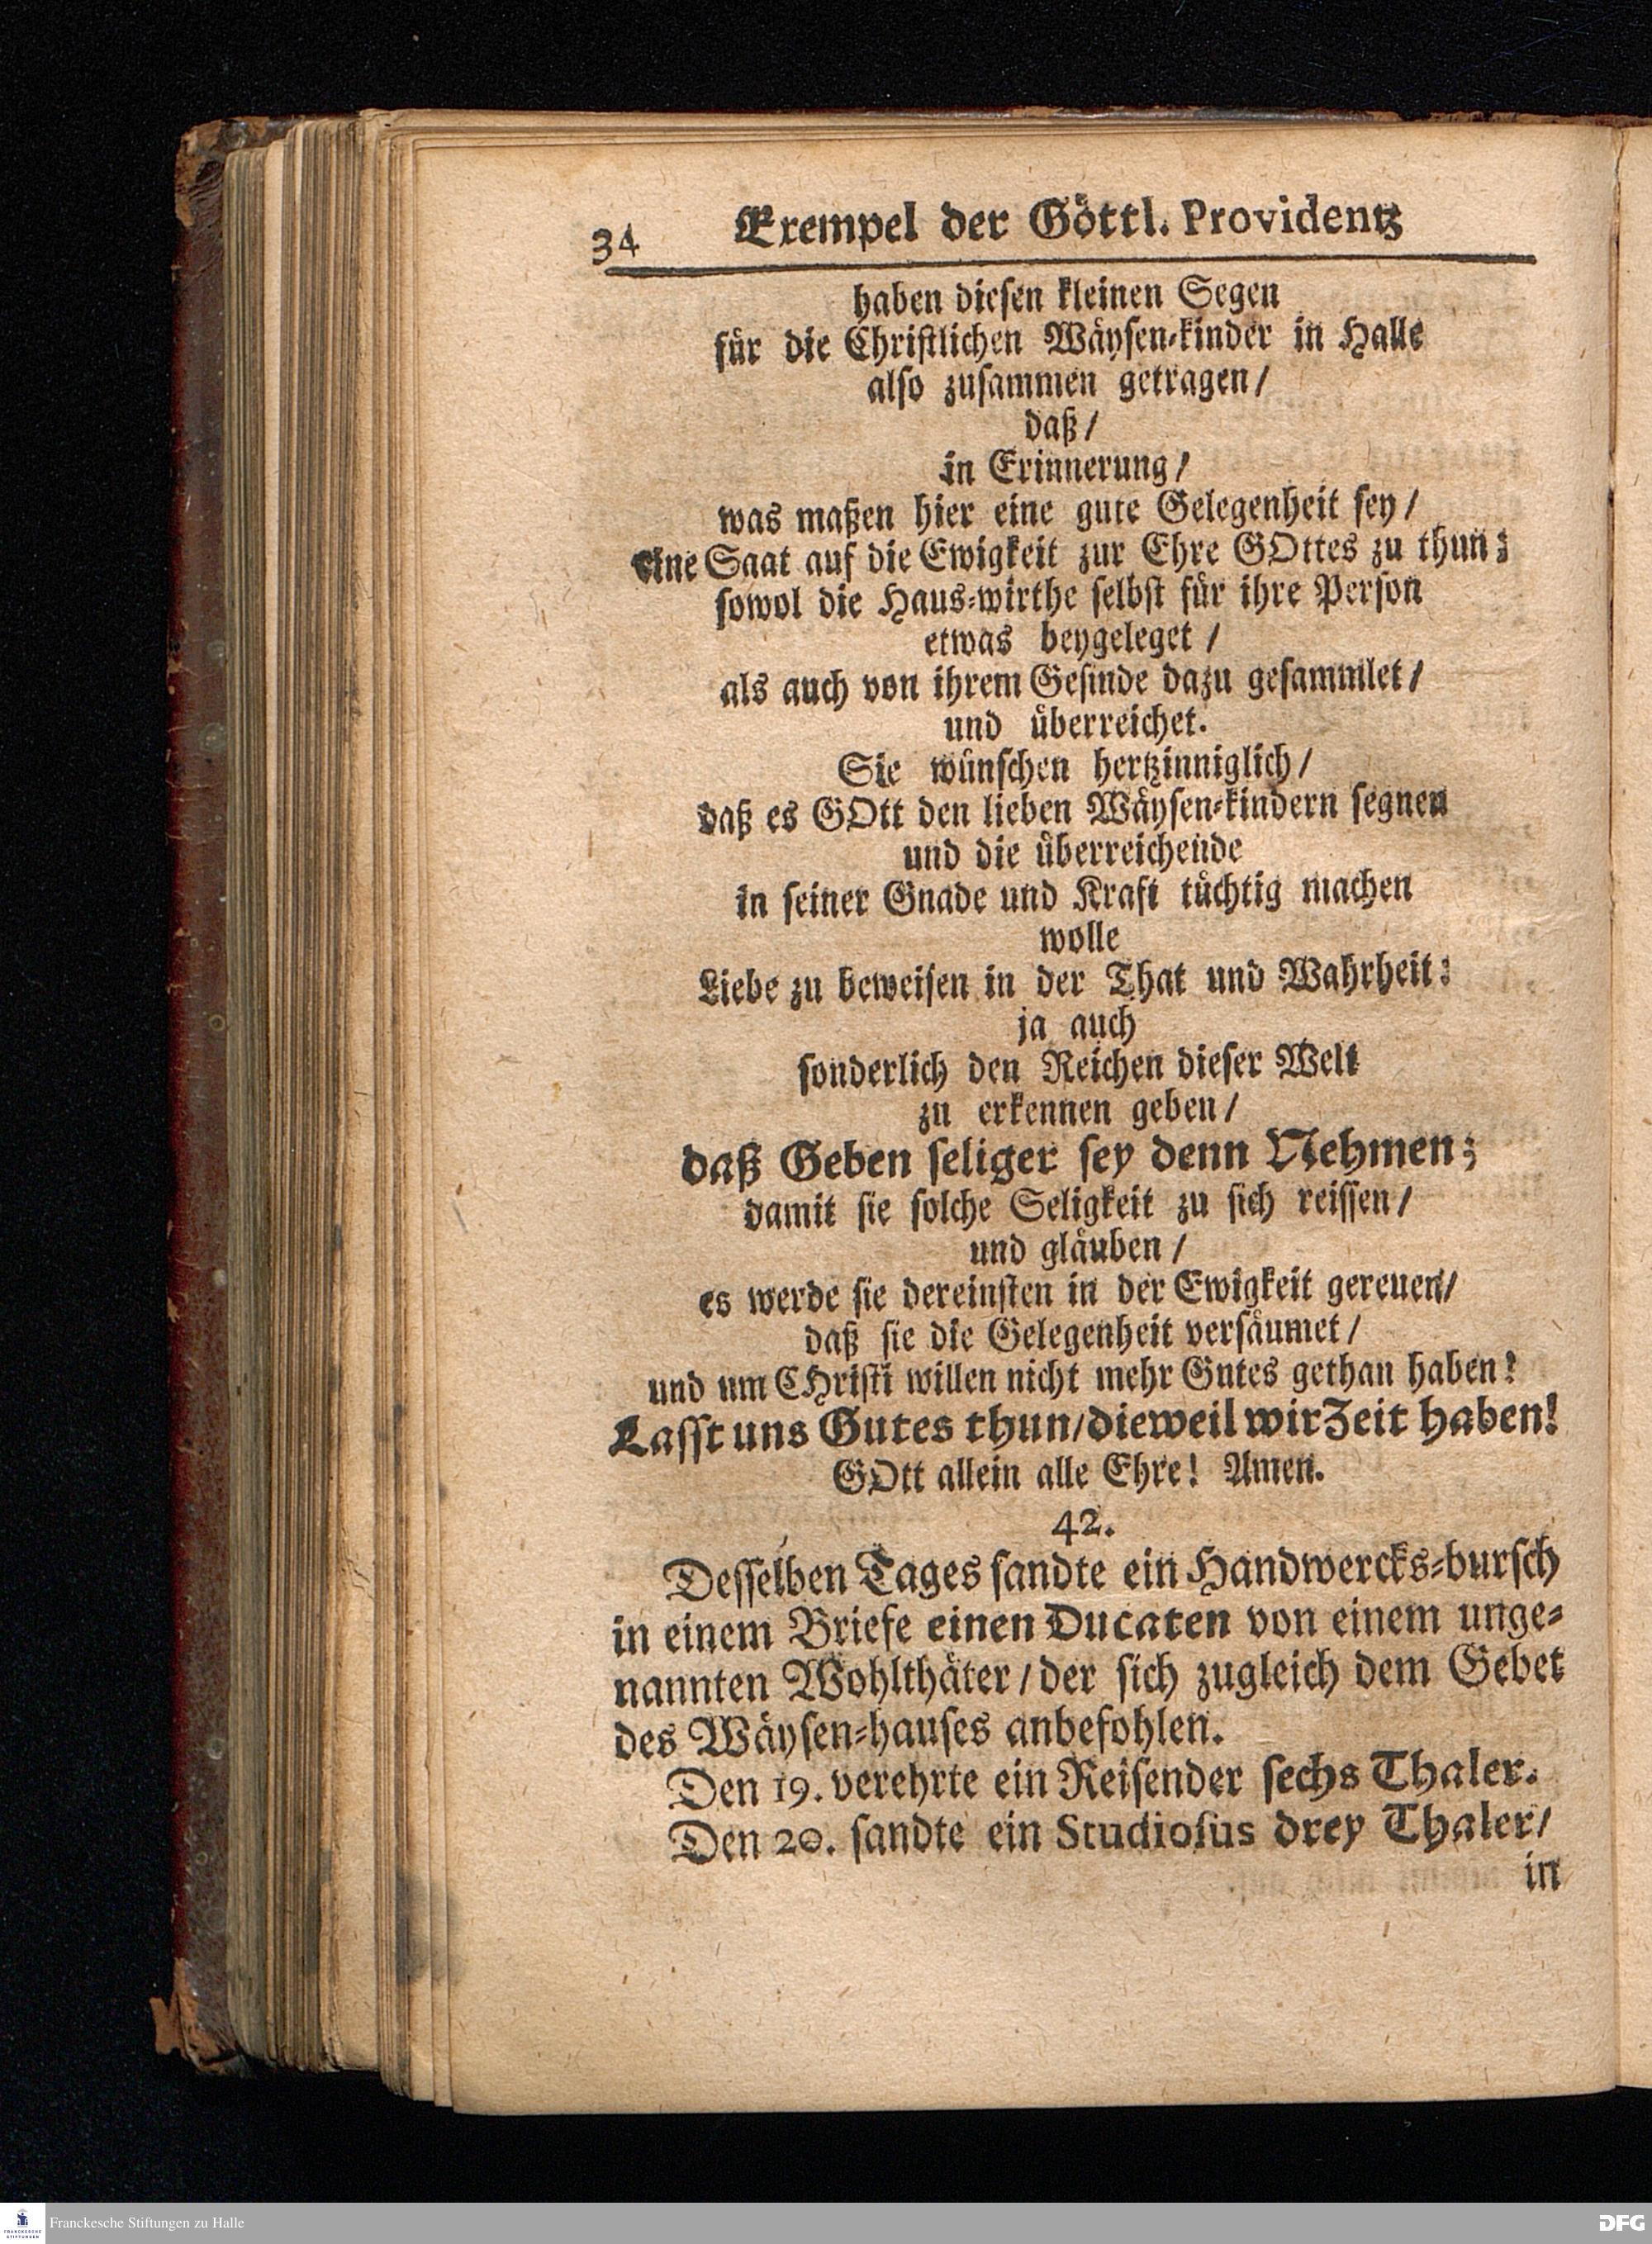 34 Exempel der Göttl. Providentz
haben diesen kleinen Segen
für die Christlichen Wäysen-kinder in Halle
also zusammen getragen/
daß/
in Erinnerung/
was maßen hier eine gute Gelegenheit sey/
eine Saat auf die Ewigkeit zur Ehre GOttes zu thun;
sowol die Haus-wirthe selbst für ihre Person
etwas beygeleget /
als auch von ihrem Gesinde dazu gesammlet/
und überreichet.
Sie wünschen hertzinniglich/
daß es GOtt den lieben Wäysen-kindern segnen
und die überreichende
in seiner Gnade und Kraft tüchtig machen
wolle
Liebe zu beweisen in der That und Wahrheit:
ja auch
sonderlich den Reichen dieser Welt
zu erkennen geben/
daß Geben seliger sey denn Nehmen;
damit sie solche Seligkeit zu sich reissen/
und gläuben/
es werde sie dereinsten in der Ewigkeit gereuen/
daß sie die Gelegenheit versäumet/
und um CHristi willen nicht mehr Gutes gethan haben!
Lasst uns Gutes thun/dieweil wir Zeit haben!
GOtt allein alle Ehre! Amen.
42.
Desselben Tages sandte ein Handwercks-bursch
in einem Briefe einen Ducaten von einem unge-
nannten Wohlthäter/der sich zugleich dem Gebet
des Wäysen-hauses anbefohlen.
Den 19. verehrte ein Reisender sechs Thaler.
Den 20. sandte ein Studiosus drey Thaler/
in
FRANCKESCHE
STIFTUNGEN
Franckesche Stiftungen zu Halle
DFG